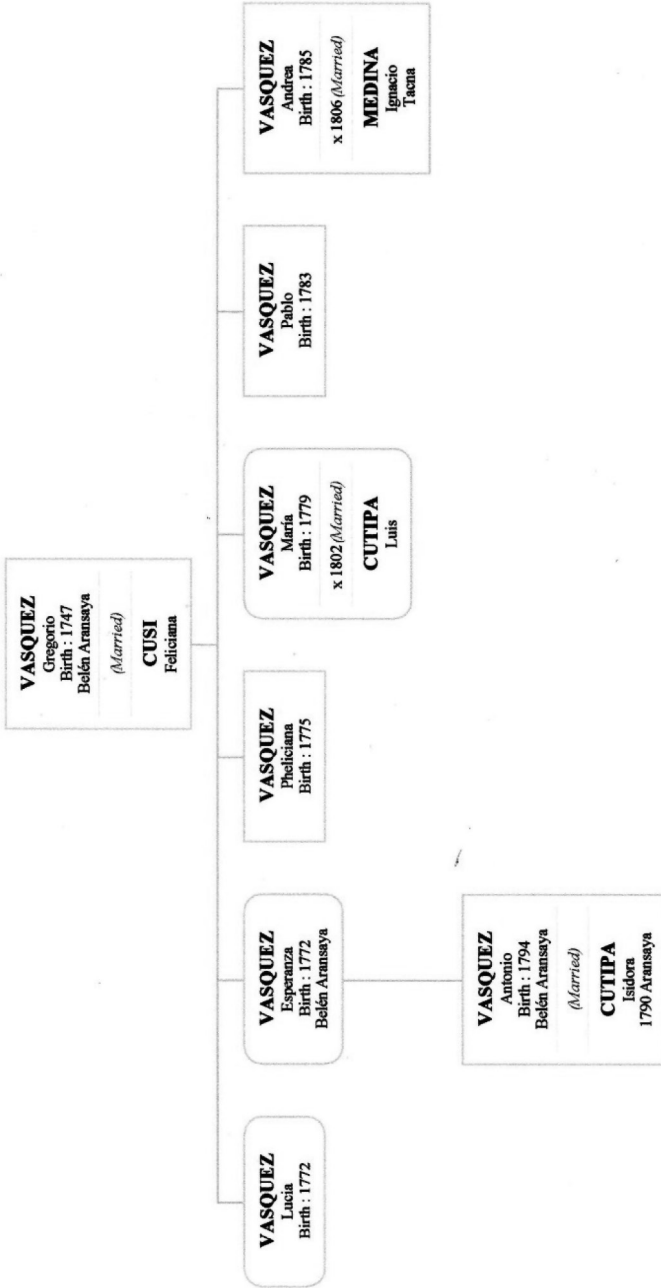 VASQUEZ
Gregorio
Birth : 1747
Belén Aransaya
(Married)
CUSI
Feliciana
VASQUEZ
Lucia
Birth : 1772
VASQUEZ
Esperanza
Birth : 1772
Belén Aransaya
VASQUEZ
Pheliciana
Birth : 1775
VASQUEZ
María
Birth : 1779
x 1802 (Married)
CUTIPA
Luis
VASQUEZ
Pablo
Birth : 1783
VASQUEZ
Andrea
Birth : 1785
x 1806 (Married)
MEDINA
Ignacio
Tacna
VASQUEZ
Antonio
Birth : 1794
Belén Aransaya
(Married)
CUTIPA
Isidora
1790 Aransaya